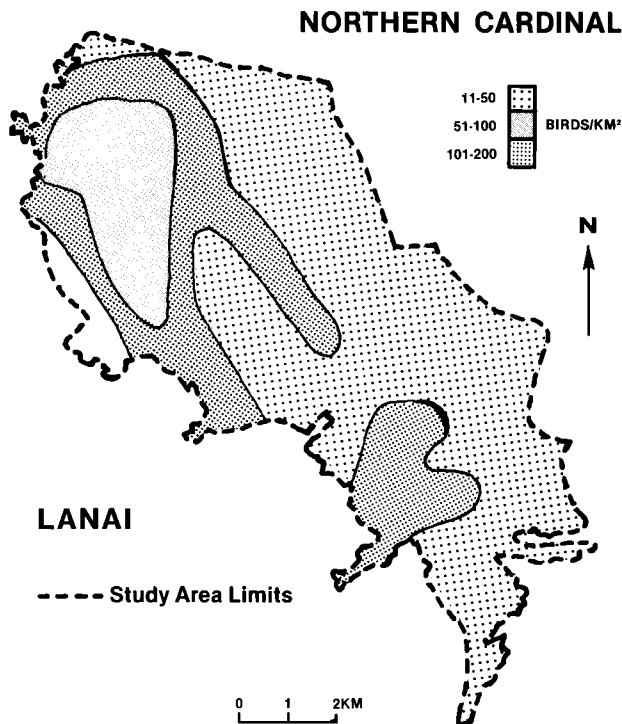 NORTHERN CARDINAL
11-50
51-100 BIRDS/KM²
101-200
N
LANAI
Study Area Limits
0 1 2KM